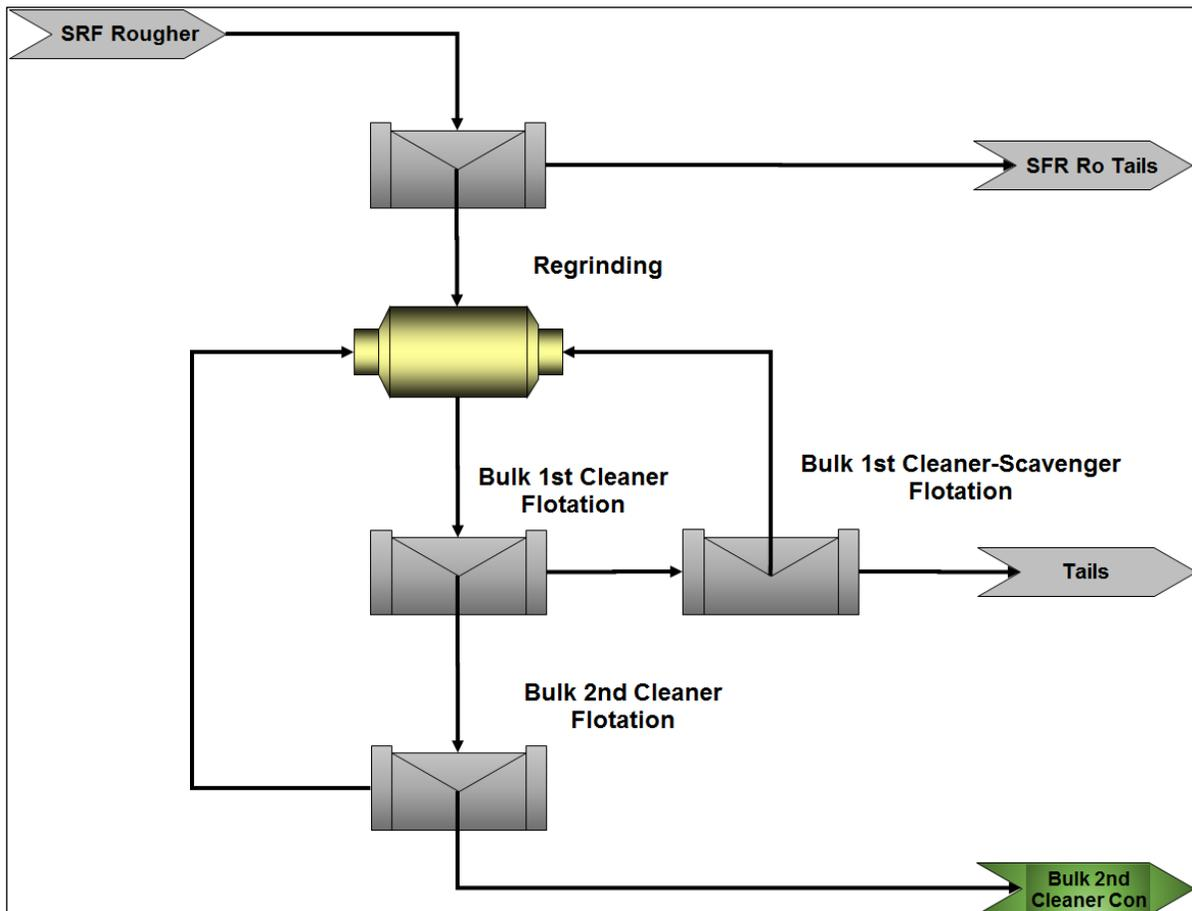 SRF Rougher
SFR Ro Tails
Regrinding
Bulk 1st Cleaner
Flotation
Bulk 1st Cleaner-Scavenger
Flotation
Tails
Bulk 2nd Cleaner
Flotation
Bulk 2nd
Cleaner Con